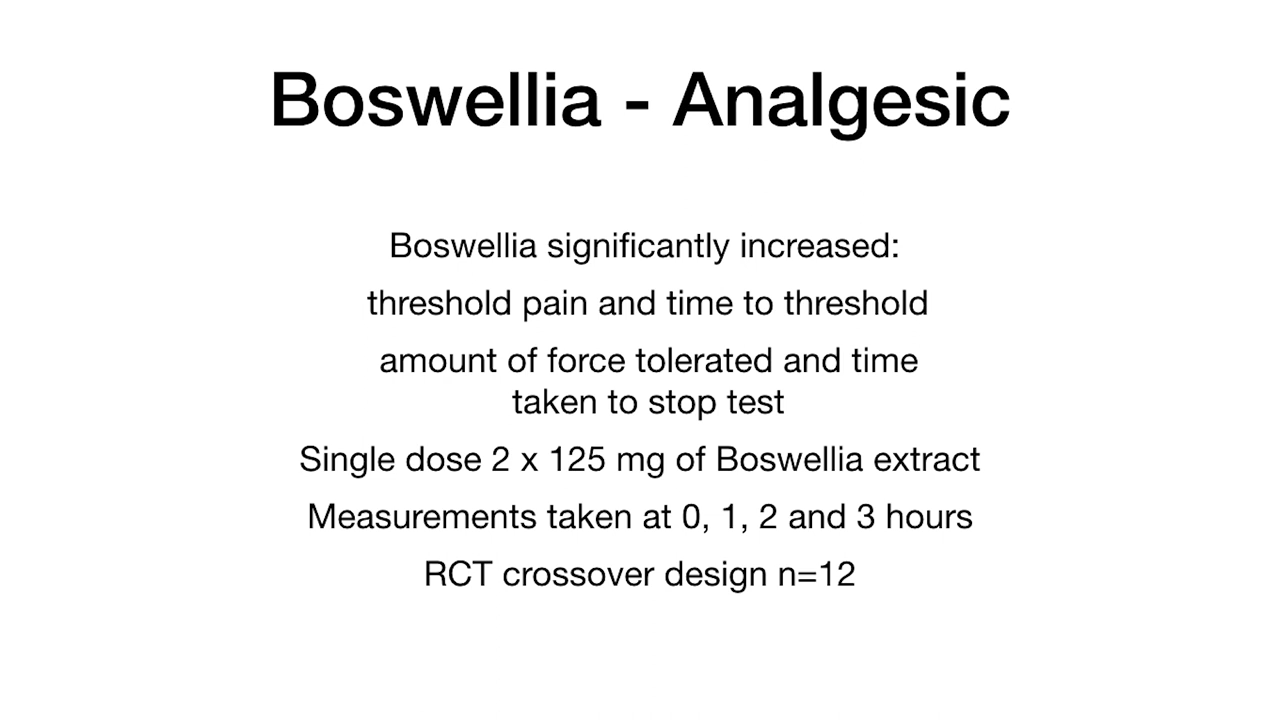 Boswellia - Analgesic
Boswellia significantly increased:
threshold pain and time to threshold
amount of force tolerated and time
taken to stop test
Single dose 2 x 125 mg of Boswellia extract
Measurements taken at 0, 1, 2 and 3 hours
RCT crossover design n=12